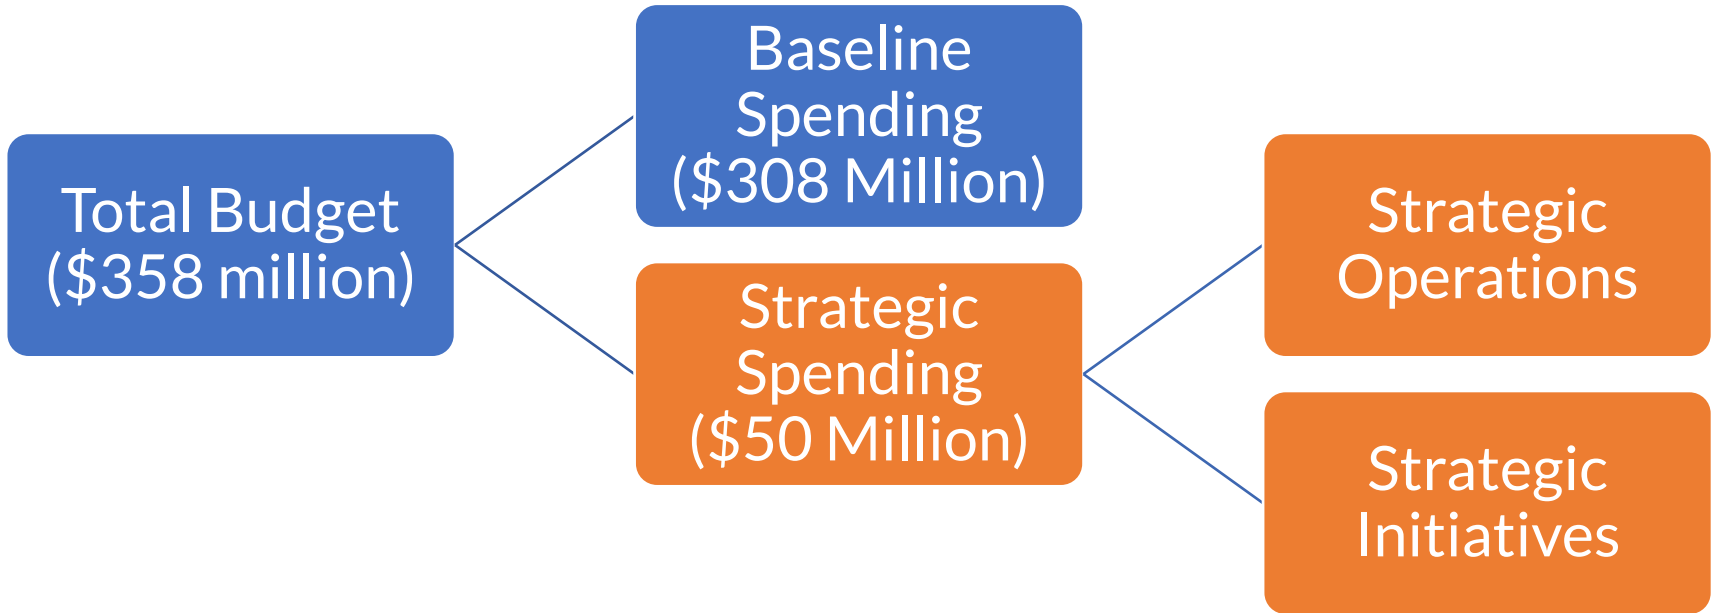 Total Budget
($358 million)
Baseline
Spending
($308 Million)
Strategic
Spending
($50 Million)
Strategic
Operations
Strategic
Initiatives